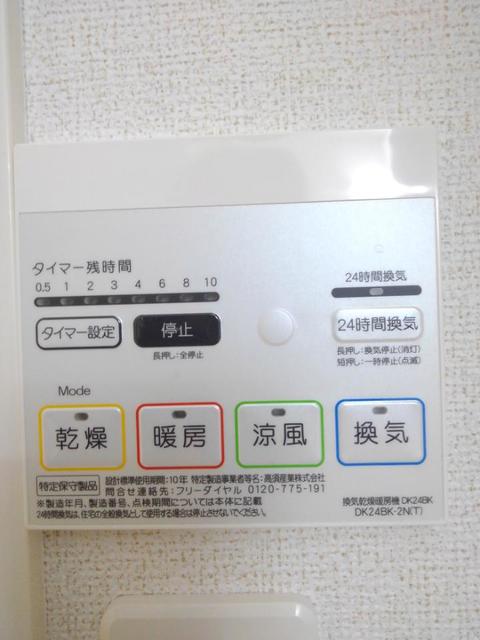 タイマー残時間
0.5 1 2 3 4 6 8 10
24時間換気
タイマー設定 停止 24時間換気
長押し:全停止
長押し:換気停止(消灯)
短押し:一時停止(点滅)
Mode
乾燥 暖房 涼風 換気
特定保守製品
設計標準使用期間:10年 特定製造事業者等名:高須産業株式会社
問合せ連絡先:フリーダイヤル 0120-775-191
※製造年月、製造番号、点検期間については本体に記載
24時間換気は、住宅の全般換気として使用する場合は停止させないでください。
換気乾燥暖房機 DK24BK
DK24BK-2N(T)